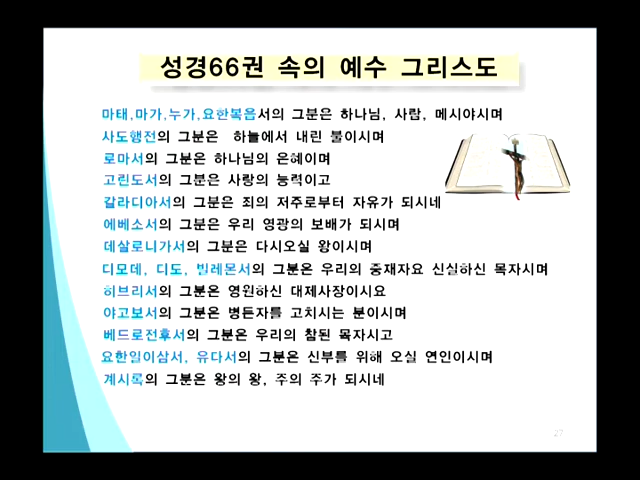 성경66권 속의 예수 그리스도
마태,마가,누가,요한복음서의 그분은 하나님, 사람, 메시야시며
사도행전의 그분은 하늘에서 내린 불이시며
로마서의 그분은 하나님의 은혜이며
고린도서의 그분은 사랑의 능력이고
갈라디아서의 그분은 죄의 저주로부터 자유가 되시네
에베소서의 그분은 우리 영광의 보배가 되시며
데살로니가서의 그분은 다시오실 왕이시며
디모데, 디도, 빌레몬서의 그분은 우리의 중재자요 신실하신 목자시며
히브리서의 그분은 영원하신 대제사장이시요
야고보서의 그분은 병든자를 고치시는 분이시며
베드로전후서의 그분은 우리의 참된 목자시고
요한일이삼서, 유다서의 그분은 신부를 위해 오실 연인이시며
계시록의 그분은 왕의 왕, 주의 주가 되시네
27